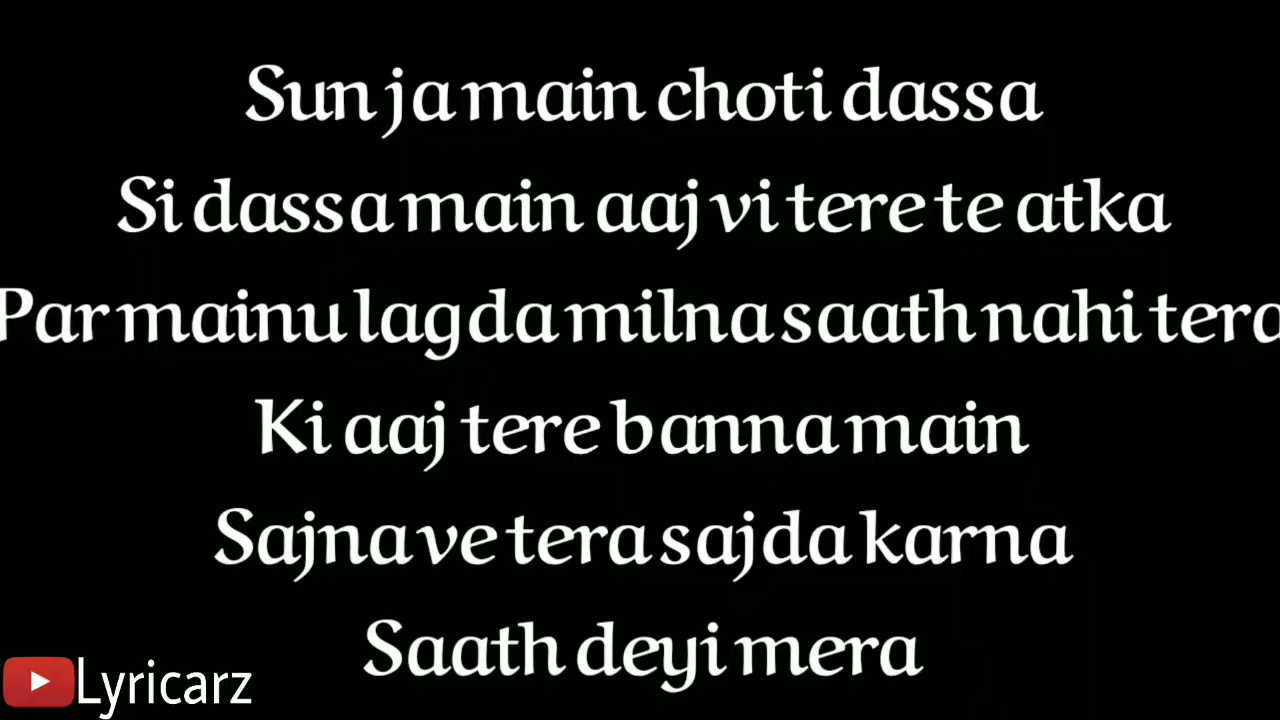 Sun ja main choti dassa
Si dassa main aaj vi tere te atka
Par mainu lagda milna saath nahi tera
Ki aaj tere banna main
Sajna ve tera sajda karna
Saath deyi mera
Lyricarz